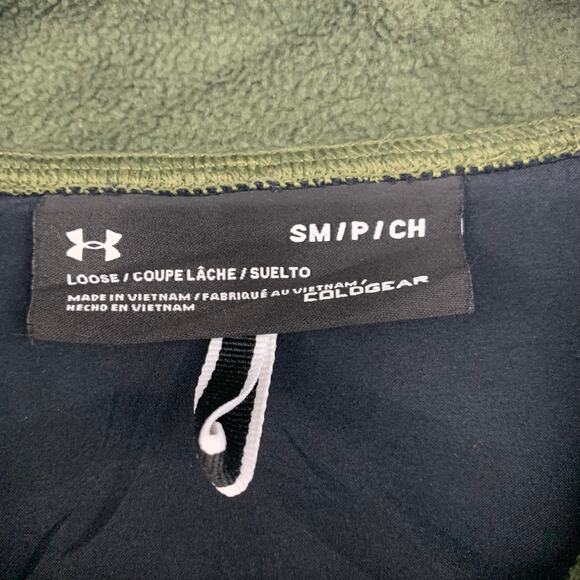 SM/P/CH
LOOSE / COUPE LÂCHE / SUELTO
MADE IN VIETNAM / FABRIQUÉ AU VIETNAM /
HECHO EN VIETNAM
COLDGEAR